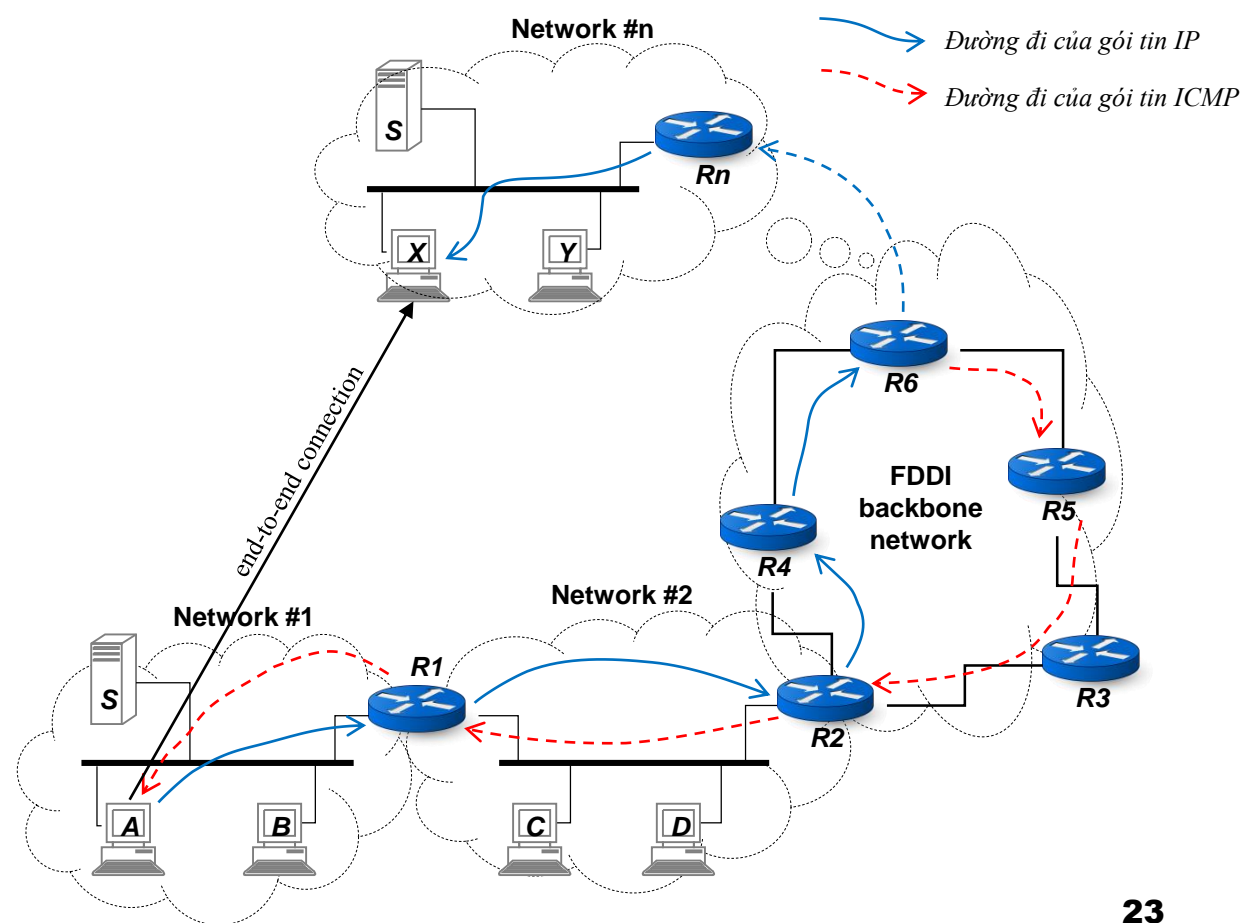 Network #n
Đường đi của gói tin IP
Đường đi của gói tin ICMP
S
Rn
X
Y
R6
end-to-end connection
FDDI
backbone
network
R5
R4
Network #1
Network #2
R1
S
R3
R2
A
B
C
D
23